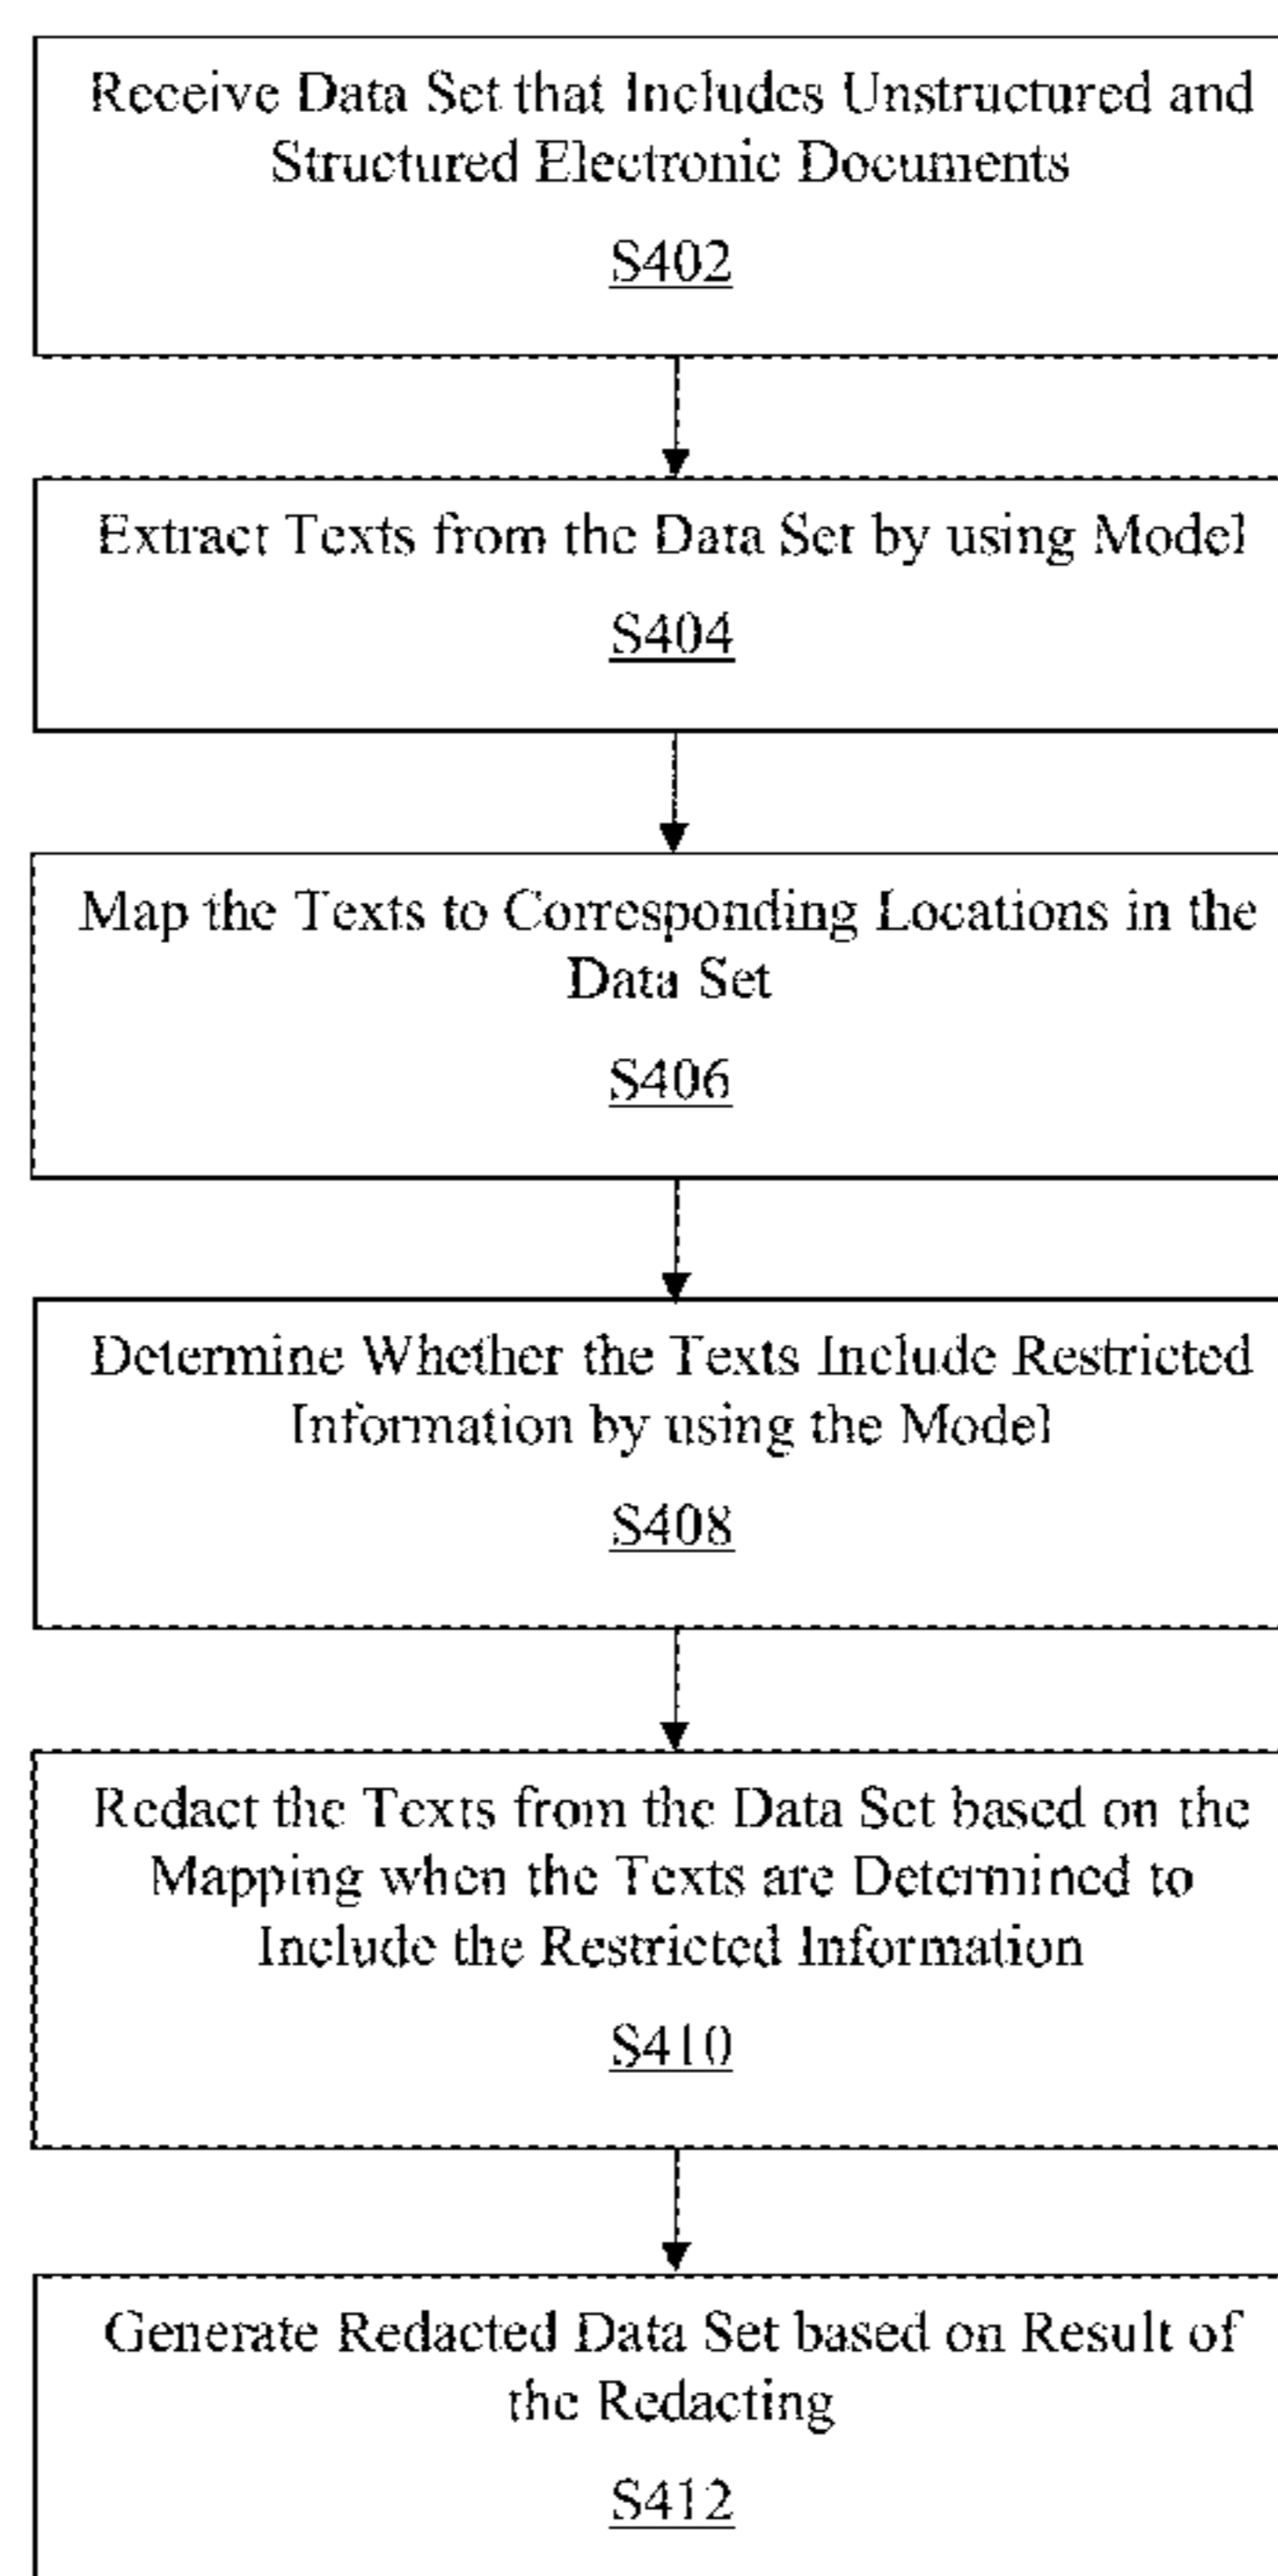 Receive Data Set that Includes Unstructured and
Structured Electronic Documents
S402
Extract Texts from the Data Set by using Model
S404
Map the Texts to Corresponding Locations in the
Data Set
S406
Determine Whether the Texts Include Restricted
Information by using the Model
S408
Redact the Texts from the Data Set based on the
Mapping when the Texts are Determined to
Include the Restricted Information
S410
Generate Redacted Data Set based on Result of
the Redacting
S412